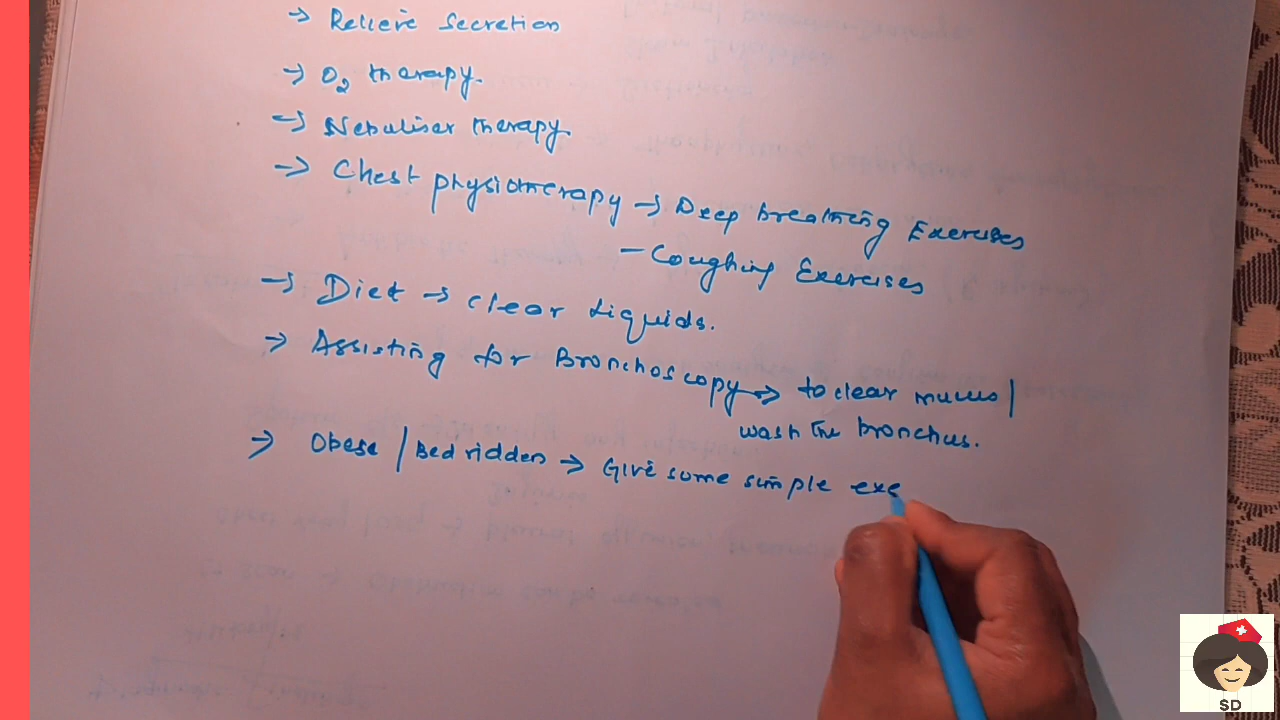 → Relieve Secretion
→ O2 therapy.
→ Nebuliser therapy.
→ Chest physiotherapy → Deep breathing Exercises
– Coughing Exercises
→ Diet → clear liquids.
→ Assisting for Bronchoscopy → to clear mucus /
wash the bronchus.
→ Obese / Bed ridden → Give some simple exe
SD